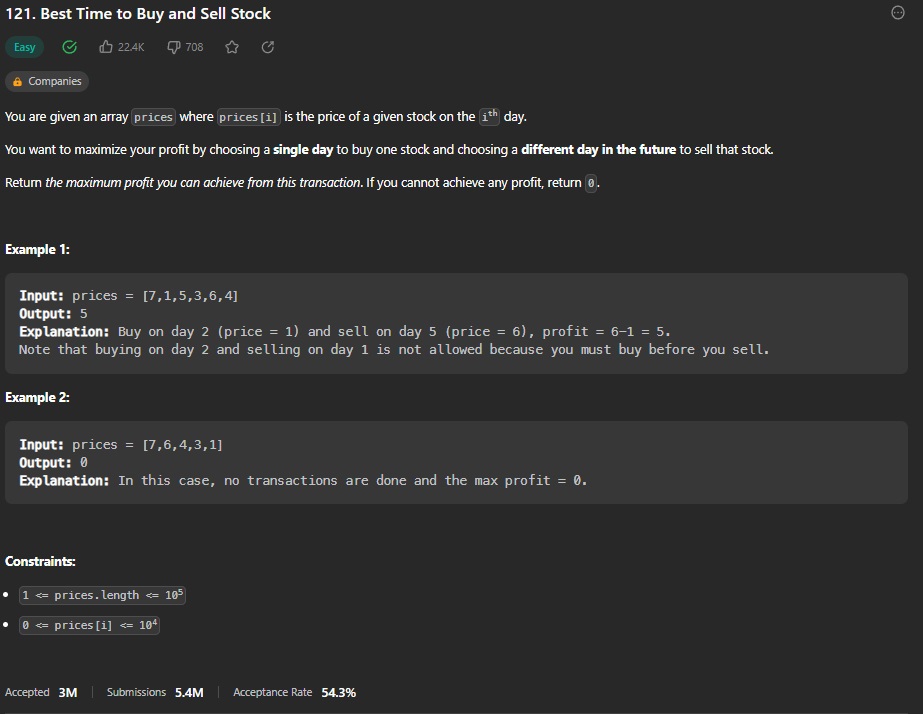 121. Best Time to Buy and Sell Stock
Easy 22.4K 708
Companies
You are given an array prices where prices[i] is the price of a given stock on the ith day.
You want to maximize your profit by choosing a single day to buy one stock and choosing a different day in the future to sell that stock.
Return the maximum profit you can achieve from this transaction. If you cannot achieve any profit, return 0.
Example 1:
Input: prices = [7,1,5,3,6,4]
Output: 5
Explanation: Buy on day 2 (price = 1) and sell on day 5 (price = 6), profit = 6-1 = 5.
Note that buying on day 2 and selling on day 1 is not allowed because you must buy before you sell.
Example 2:
Input: prices = [7,6,4,3,1]
Output: 0
Explanation: In this case, no transactions are done and the max profit = 0.
Constraints:
• 1 <= prices.length <= 10⁵
• 0 <= prices[i] <= 10⁴
Accepted 3M | Submissions 5.4M | Acceptance Rate 54.3%